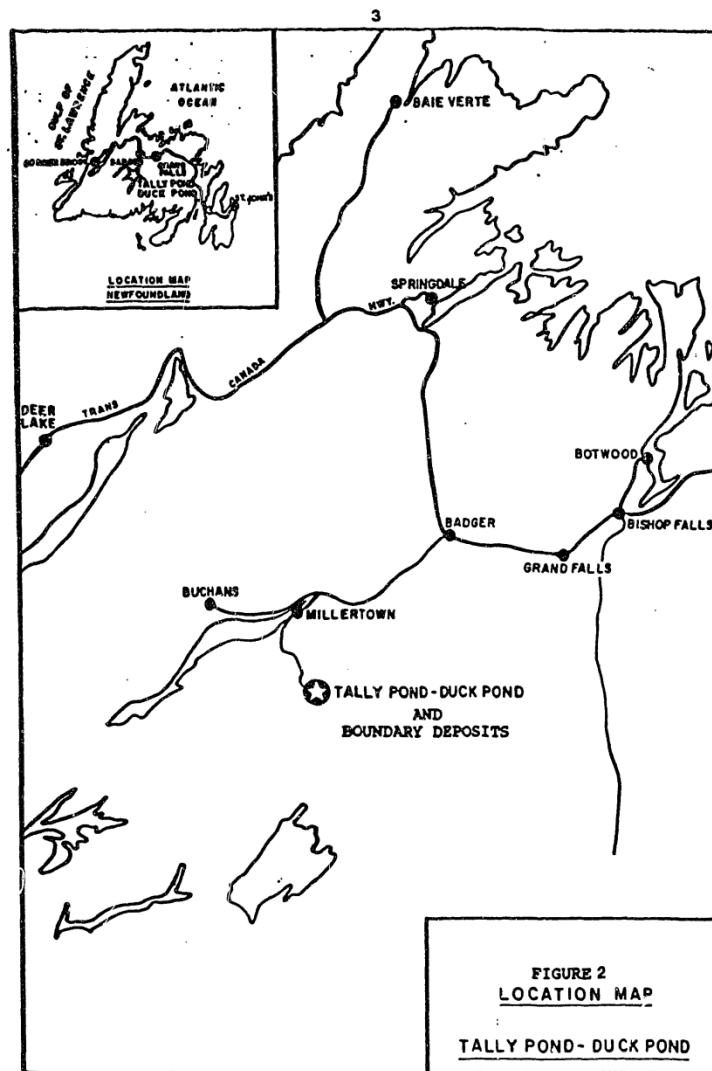 3
GULF OF
ST. LAWRENCE
ATLANTIC
OCEAN
CORNER BROOK
BADGER
GRAND
FALLS
TALLY POND
DUCK POND
ST. JOHN'S
LOCATION MAP
NEWFOUNDLAND
BAIE VERTE
SPRINGDALE
HWY.
CANADA
TRANS
DEER
LAKE
BOTWOOD
BISHOP FALLS
BADGER
GRAND FALLS
BUCHANS
MILLERTOWN
TALLY POND-DUCK POND
AND
BOUNDARY DEPOSITS
FIGURE 2
LOCATION MAP
TALLY POND- DUCK POND